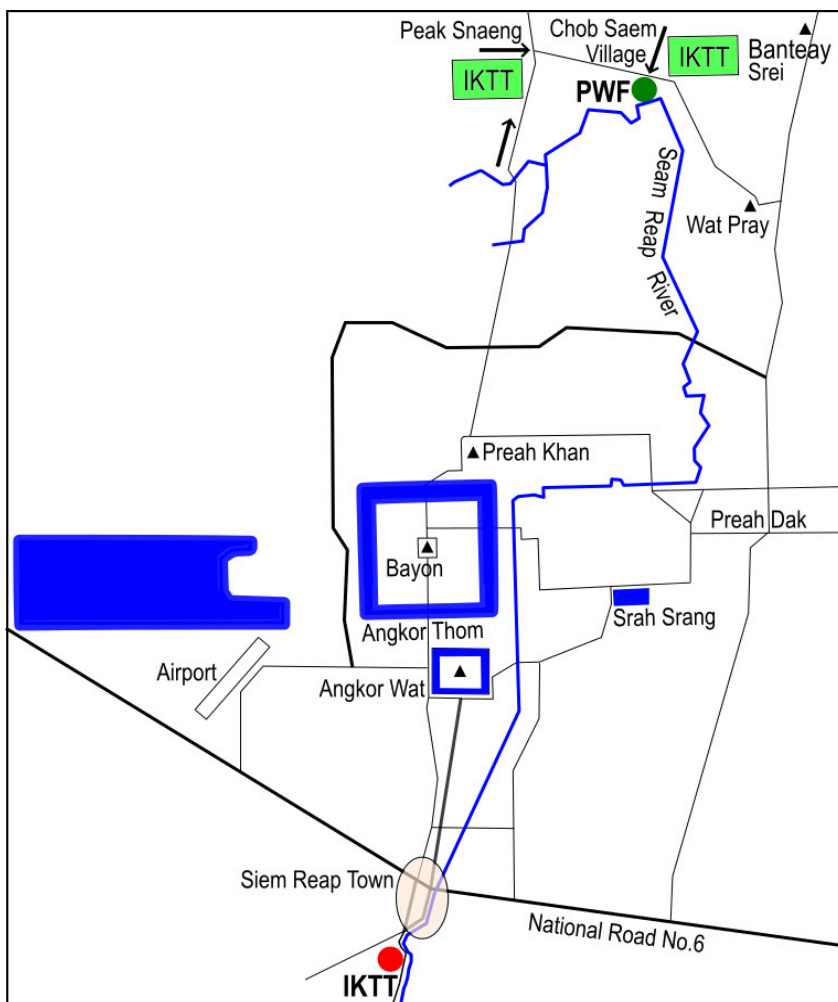 Peak Snaeng
Chob Saem
Village
Banteay
Srei
IKTT
IKTT
PWF
Seam Reap River
Wat Pray
Preah Khan
Preah Dak
Bayon
Srah Srang
Angkor Thom
Airport
Angkor Wat
Siem Reap Town
National Road No.6
IKTT